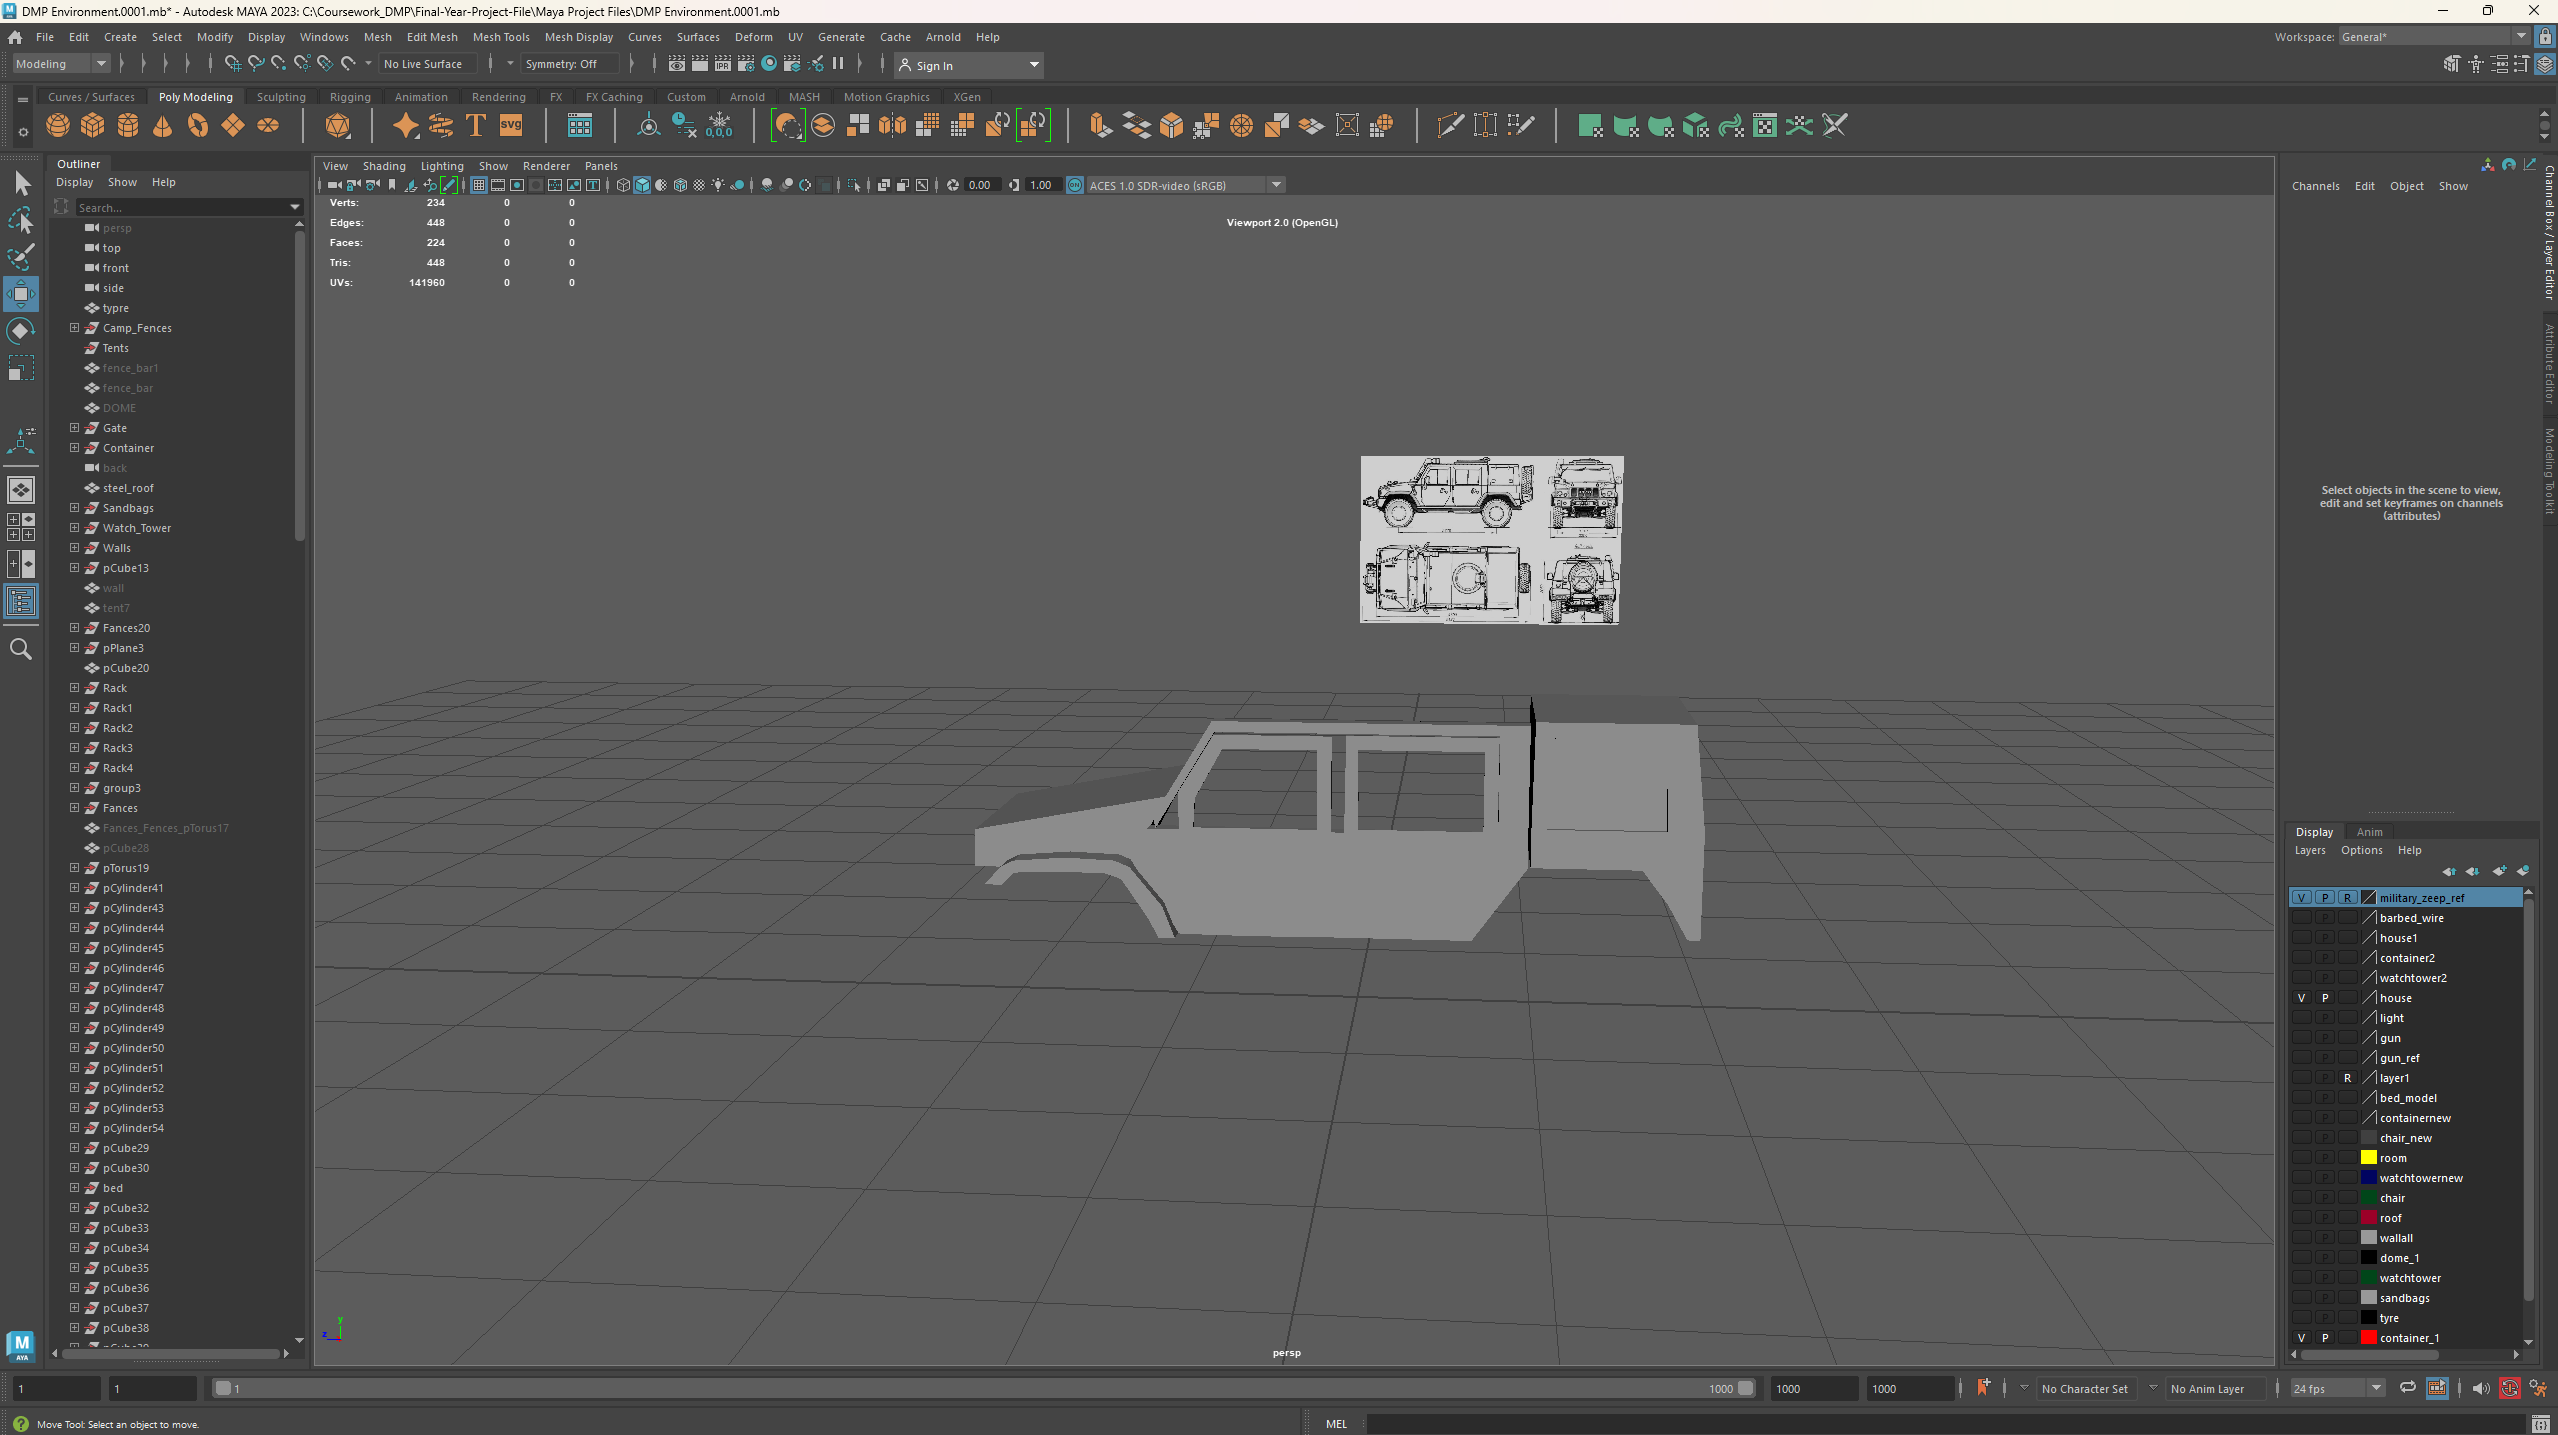 DMP Environment.0001.mb* - Autodesk MAYA 2023: C:\Coursework_DMP\Final-Year-Project-File\Maya Project Files\DMP Environment.0001.mb
File Edit Create Select Modify Display Windows Mesh Edit Mesh Mesh Tools Mesh Display Curves Surfaces Deform UV Generate Cache Arnold Help
Workspace: General*
Modeling No Live Surface Symmetry: Off Sign In
Curves / Surfaces Poly Modeling Sculpting Rigging Animation Rendering FX FX Caching Custom Arnold MASH Motion Graphics XGen
Outliner
Display Show Help
Search...
persp
top
front
side
typre
Camp_Fences
Tents
fence_bar1
fence_bar
DOME
Gate
Container
back
steel_roof
Sandbags
Watch_Tower
Walls
pCube13
wall
tent7
Fances20
pPlane3
pCube20
Rack
Rack1
Rack2
Rack3
Rack4
group3
Fances
Fances_Fences_pTorus17
pCube28
pTorus19
pCylinder41
pCylinder43
pCylinder44
pCylinder45
pCylinder46
pCylinder47
pCylinder48
pCylinder49
pCylinder50
pCylinder51
pCylinder52
pCylinder53
pCylinder54
pCube29
pCube30
bed
pCube32
pCube33
pCube34
pCube35
pCube36
pCube37
pCube38
View Shading Lighting Show Renderer Panels
0.00 1.00 ACES 1.0 SDR-video (sRGB)
Verts: 234 0 0
Edges: 448 0 0
Faces: 224 0 0
Tris: 448 0 0
UVs: 141960 0 0
Viewport 2.0 (OpenGL)
y
z
persp
Channels Edit Object Show
Select objects in the scene to view,
edit and set keyframes on channels
(attributes)
Channel Box / Layer Editor
Attribute Editor
Modeling Toolkit
Display Anim
Layers Options Help
V P R military_zeep_ref
P barbed_wire
P house1
P container2
P watchtower2
V P house
P light
P gun
P gun_ref
P R layer1
P bed_model
P containernew
P chair_new
P room
P watchtowernew
P chair
P roof
P wallall
P dome_1
P watchtower
P sandbags
P tyre
V P container_1
1 1 1 1000 1000 1000 No Character Set No Anim Layer 24 fps
Move Tool: Select an object to move. MEL
M
AYA